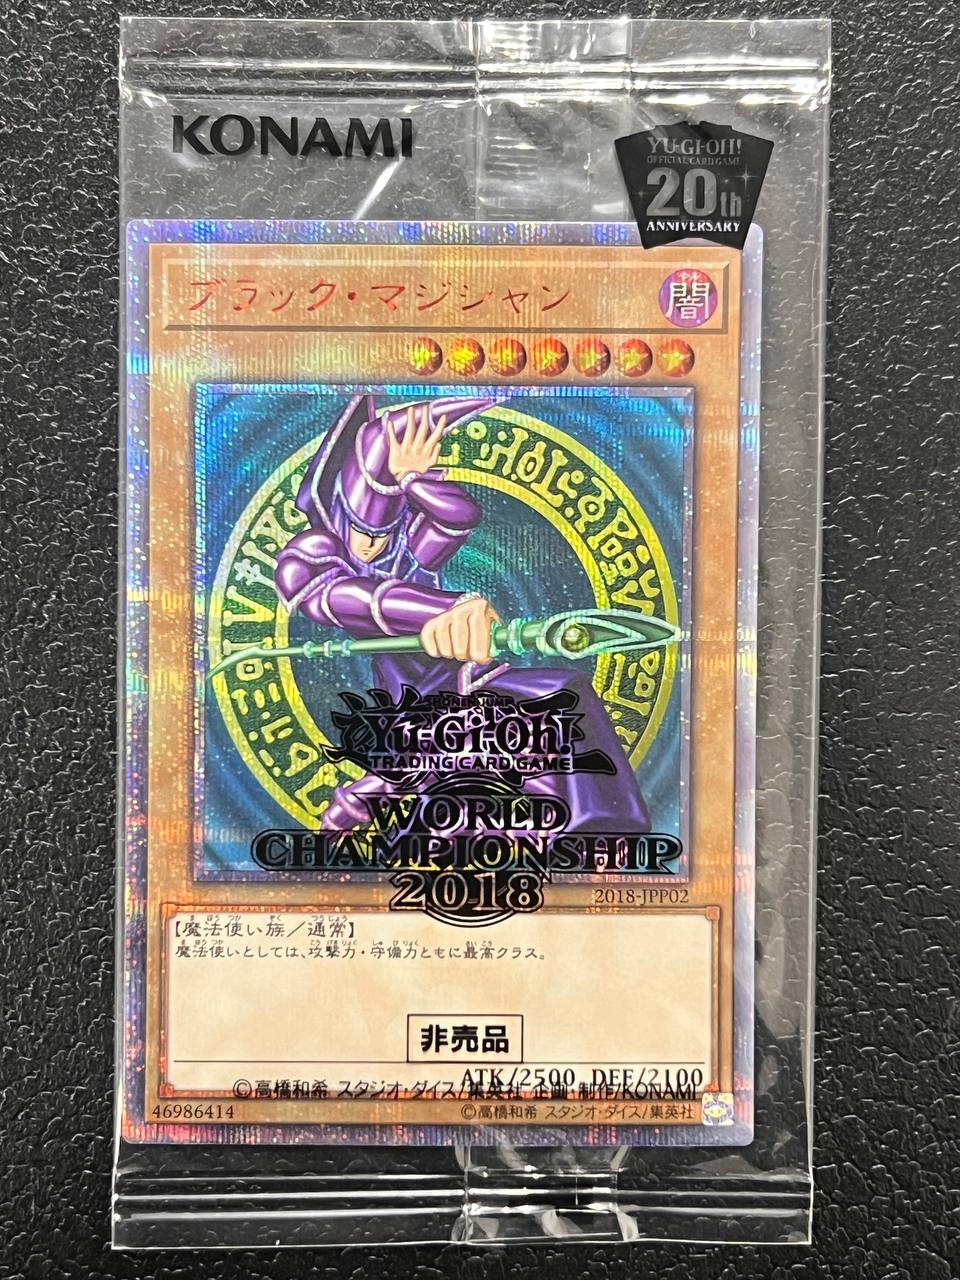 KONAMI
YU-GI-OH!
OFFICIAL CARD GAME
20th
ANNIVERSARY
ブラック・マジシャン
闇
SHONEN JUMP
Yu-Gi-Oh!
TRADING CARD GAME
WORLD
CHAMPIONSHIP
2018
2018-JPP02
【魔法使い族／通常】
魔法使いとしては、攻撃力・守備力ともに最高クラス。
非売品
ATK/2500 DEF/2100
©高橋和希 スタジオ・ダイス/集英社 企画・制作/KONAMI
46986414 ©高橋和希 スタジオ・ダイス/集英社